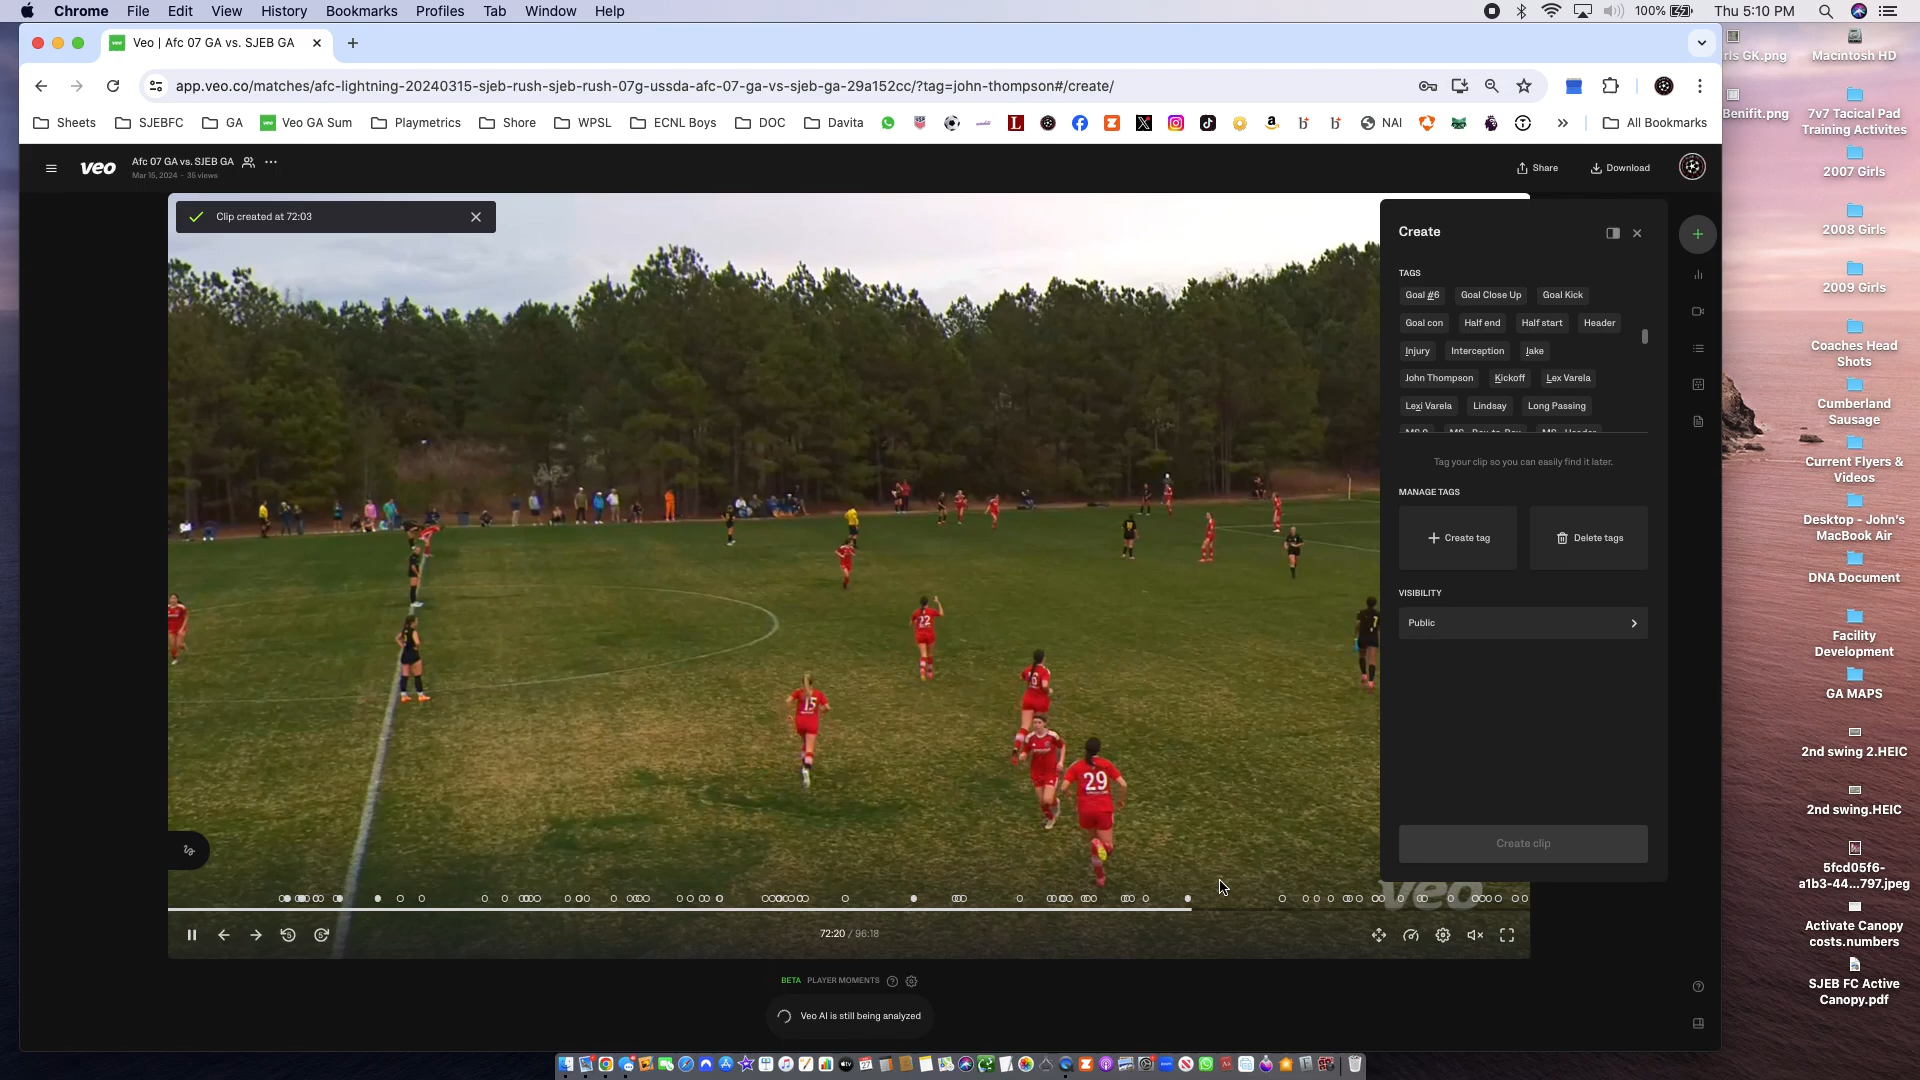 Chrome File Edit View History Bookmarks Profiles Tab Window Help
100% Thu 5:10 PM
Veo | Afc 07 GA vs. SJEB GA
app.veo.co/matches/afc-lightning-20240315-sjeb-rush-sjeb-rush-07g-ussda-afc-07-ga-vs-sjeb-ga-29a152cc/?tag=john-thompson#/create/
Sheets SJEBFC GA Veo GA Sum Playmetrics Shore WPSL ECNL Boys DOC Davita NAI All Bookmarks
veo
Afc 07 GA vs. SJEB GA
Mar 15, 2024 - 35 views
Share Download
Clip created at 72:03
Create
TAGS
Goal #6 Goal Close Up Goal Kick
Goal con Half end Half start Header
Injury Interception Jake
John Thompson Kickoff Lex Varela
Lexi Varela Lindsay Long Passing
Tag your clip so you can easily find it later.
MANAGE TAGS
Create tag Delete tags
VISIBILITY
Public
Create clip
22
15
16
29
veo
72:20 / 96:18
BETA PLAYER MOMENTS
Veo AI is still being analyzed
rls GK.png
Benifit.png
Macintosh HD
7v7 Tacical Pad
Training Activites
2007 Girls
2008 Girls
2009 Girls
Coaches Head
Shots
Cumberland
Sausage
Current Flyers &
Videos
Desktop - John's
MacBook Air
DNA Document
Facility
Development
GA MAPS
2nd swing 2.HEIC
2nd swing.HEIC
5fcd05f6-
a1b3-44...797.jpeg
Activate Canopy
costs.numbers
SJEB FC Active
Canopy.pdf